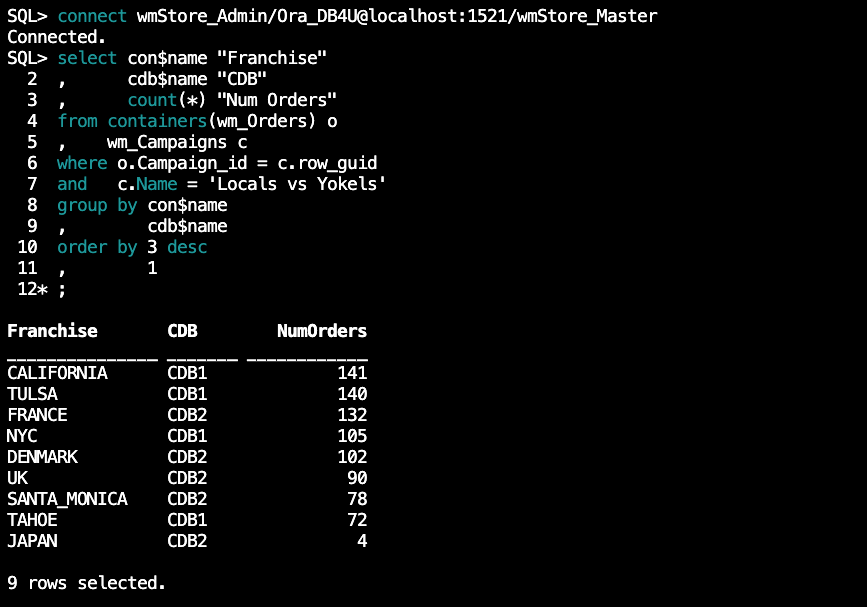 SQL> connect wmStore_Admin/Ora_DB4U@localhost:1521/wmStore_Master
Connected.
SQL> select con$name "Franchise"
  2  ,      cdb$name "CDB"
  3  ,      count(*) "Num Orders"
  4  from containers(wm_Orders) o
  5  ,    wm_Campaigns c
  6  where o.Campaign_id = c.row_guid
  7  and   c.Name = 'Locals vs Yokels'
  8  group by con$name
  9  ,        cdb$name
 10  order by 3 desc
 11  ,        1
 12* ;
Franchise       CDB        NumOrders
_______________ _______ ____________
CALIFORNIA      CDB1             141
TULSA           CDB1             140
FRANCE          CDB2             132
NYC             CDB1             105
DENMARK         CDB2             102
UK              CDB2              90
SANTA_MONICA    CDB2              78
TAHOE           CDB1              72
JAPAN           CDB2               4
9 rows selected.